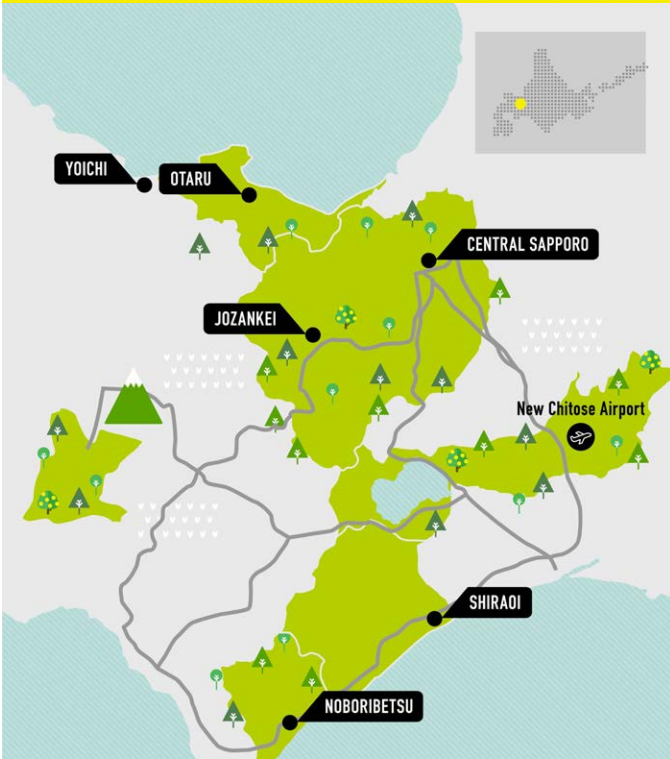 YOICHI
OTARU
CENTRAL SAPPORO
JOZANKEI
New Chitose Airport
SHIRAOI
NOBORIBETSU